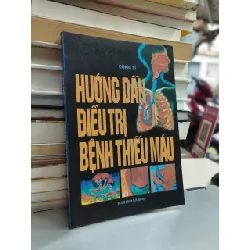 HƯỚNG DẪN
ĐIỀU TRỊ
BỆNH THIẾU MÁU